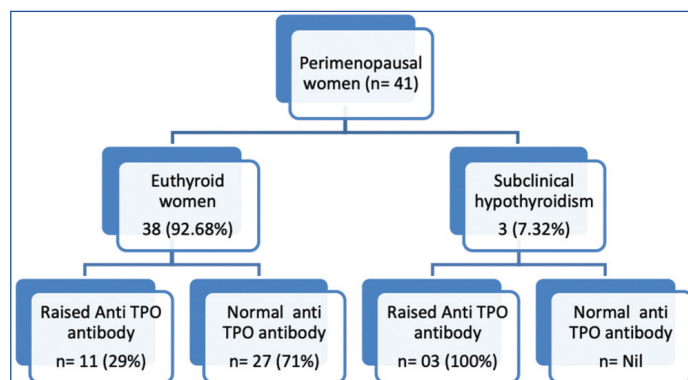 Perimenopausal
women (n= 41)
Euthyroid
women
38 (92.68%)
Subclinical
hypothyroidism
3 (7.32%)
Raised Anti TPO
antibody
n= 11 (29%)
Normal anti
TPO antibody
n= 27 (71%)
Raised Anti TPO
antibody
n= 03 (100%)
Normal anti
TPO antibody
n= Nil